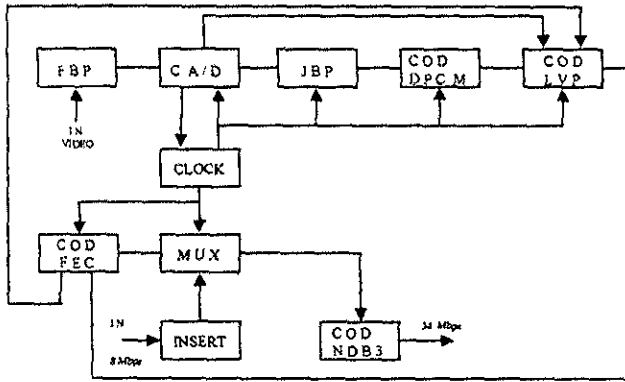 FBP
C A/D
JBP
COD
DPCM
COD
LVP
IN
VIDEO
CLOCK
COD
FEC
MUX
IN
8 Mbps
INSERT
COD
NDB3
34 Mbps